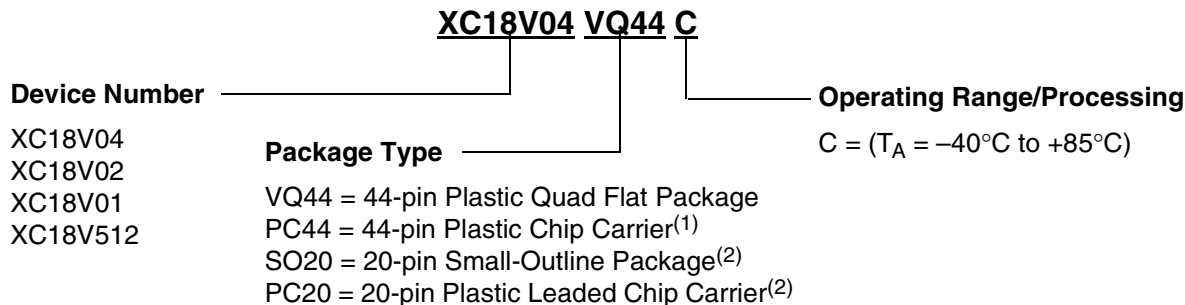 XC18V04 VQ44 C
Device Number
XC18V04
XC18V02
XC18V01
XC18V512
Package Type
VQ44 = 44-pin Plastic Quad Flat Package
PC44 = 44-pin Plastic Chip Carrier(1)
SO20 = 20-pin Small-Outline Package(2)
PC20 = 20-pin Plastic Leaded Chip Carrier(2)
Operating Range/Processing
C = (TA = –40°C to +85°C)